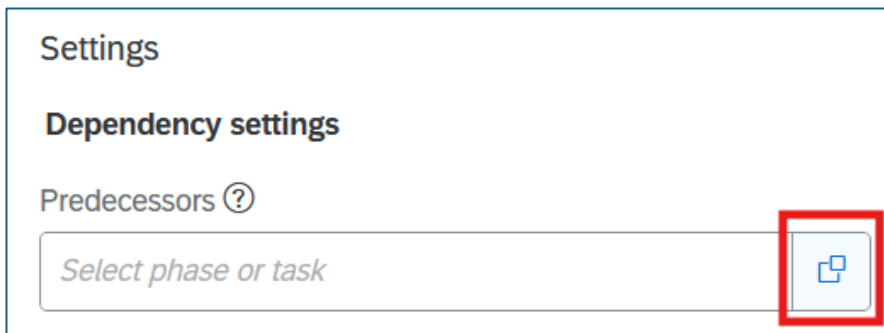 Settings
Dependency settings
Predecessors ?
Select phase or task